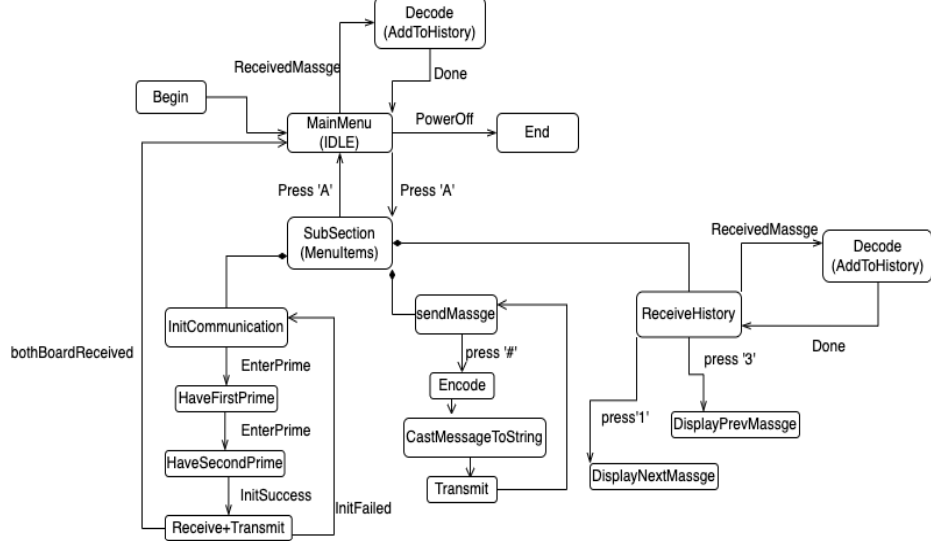 Decode
(AddToHistory)
ReceivedMassge
Done
Begin
MainMenu
(IDLE)
PowerOff
End
Press 'A'
Press 'A'
SubSection
(MenuItems)
ReceivedMassge
Decode
(AddToHistory)
InitCommunication
sendMassge
ReceiveHistory
Done
bothBoardReceived
EnterPrime
press '#'
press '3'
HaveFirstPrime
Encode
press'1'
DisplayPrevMassge
EnterPrime
CastMessageToString
HaveSecondPrime
DisplayNextMassge
Transmit
InitSuccess
InitFailed
Receive+Transmit